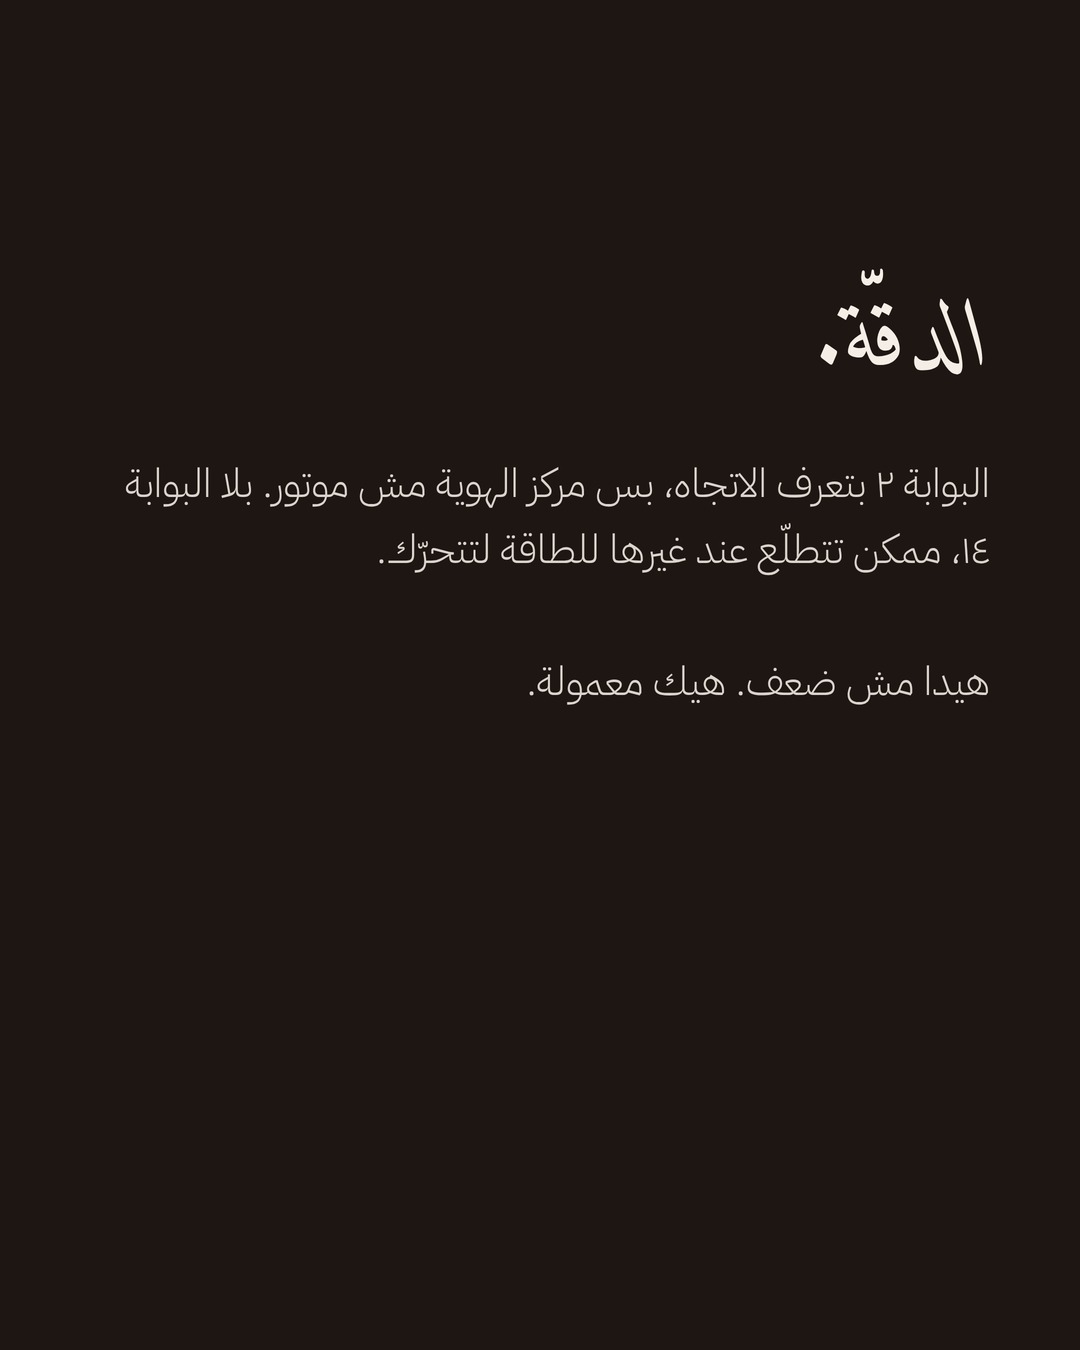 الدقّة.
البوابة ٢ بتعرف الاتجاه، بس مركز الهوية مش موتور. بلا البوابة
١٤، ممكن تتطلّع عند غيرها للطاقة لتتحرّك.
هيدا مش ضعف. هيك معمولة.